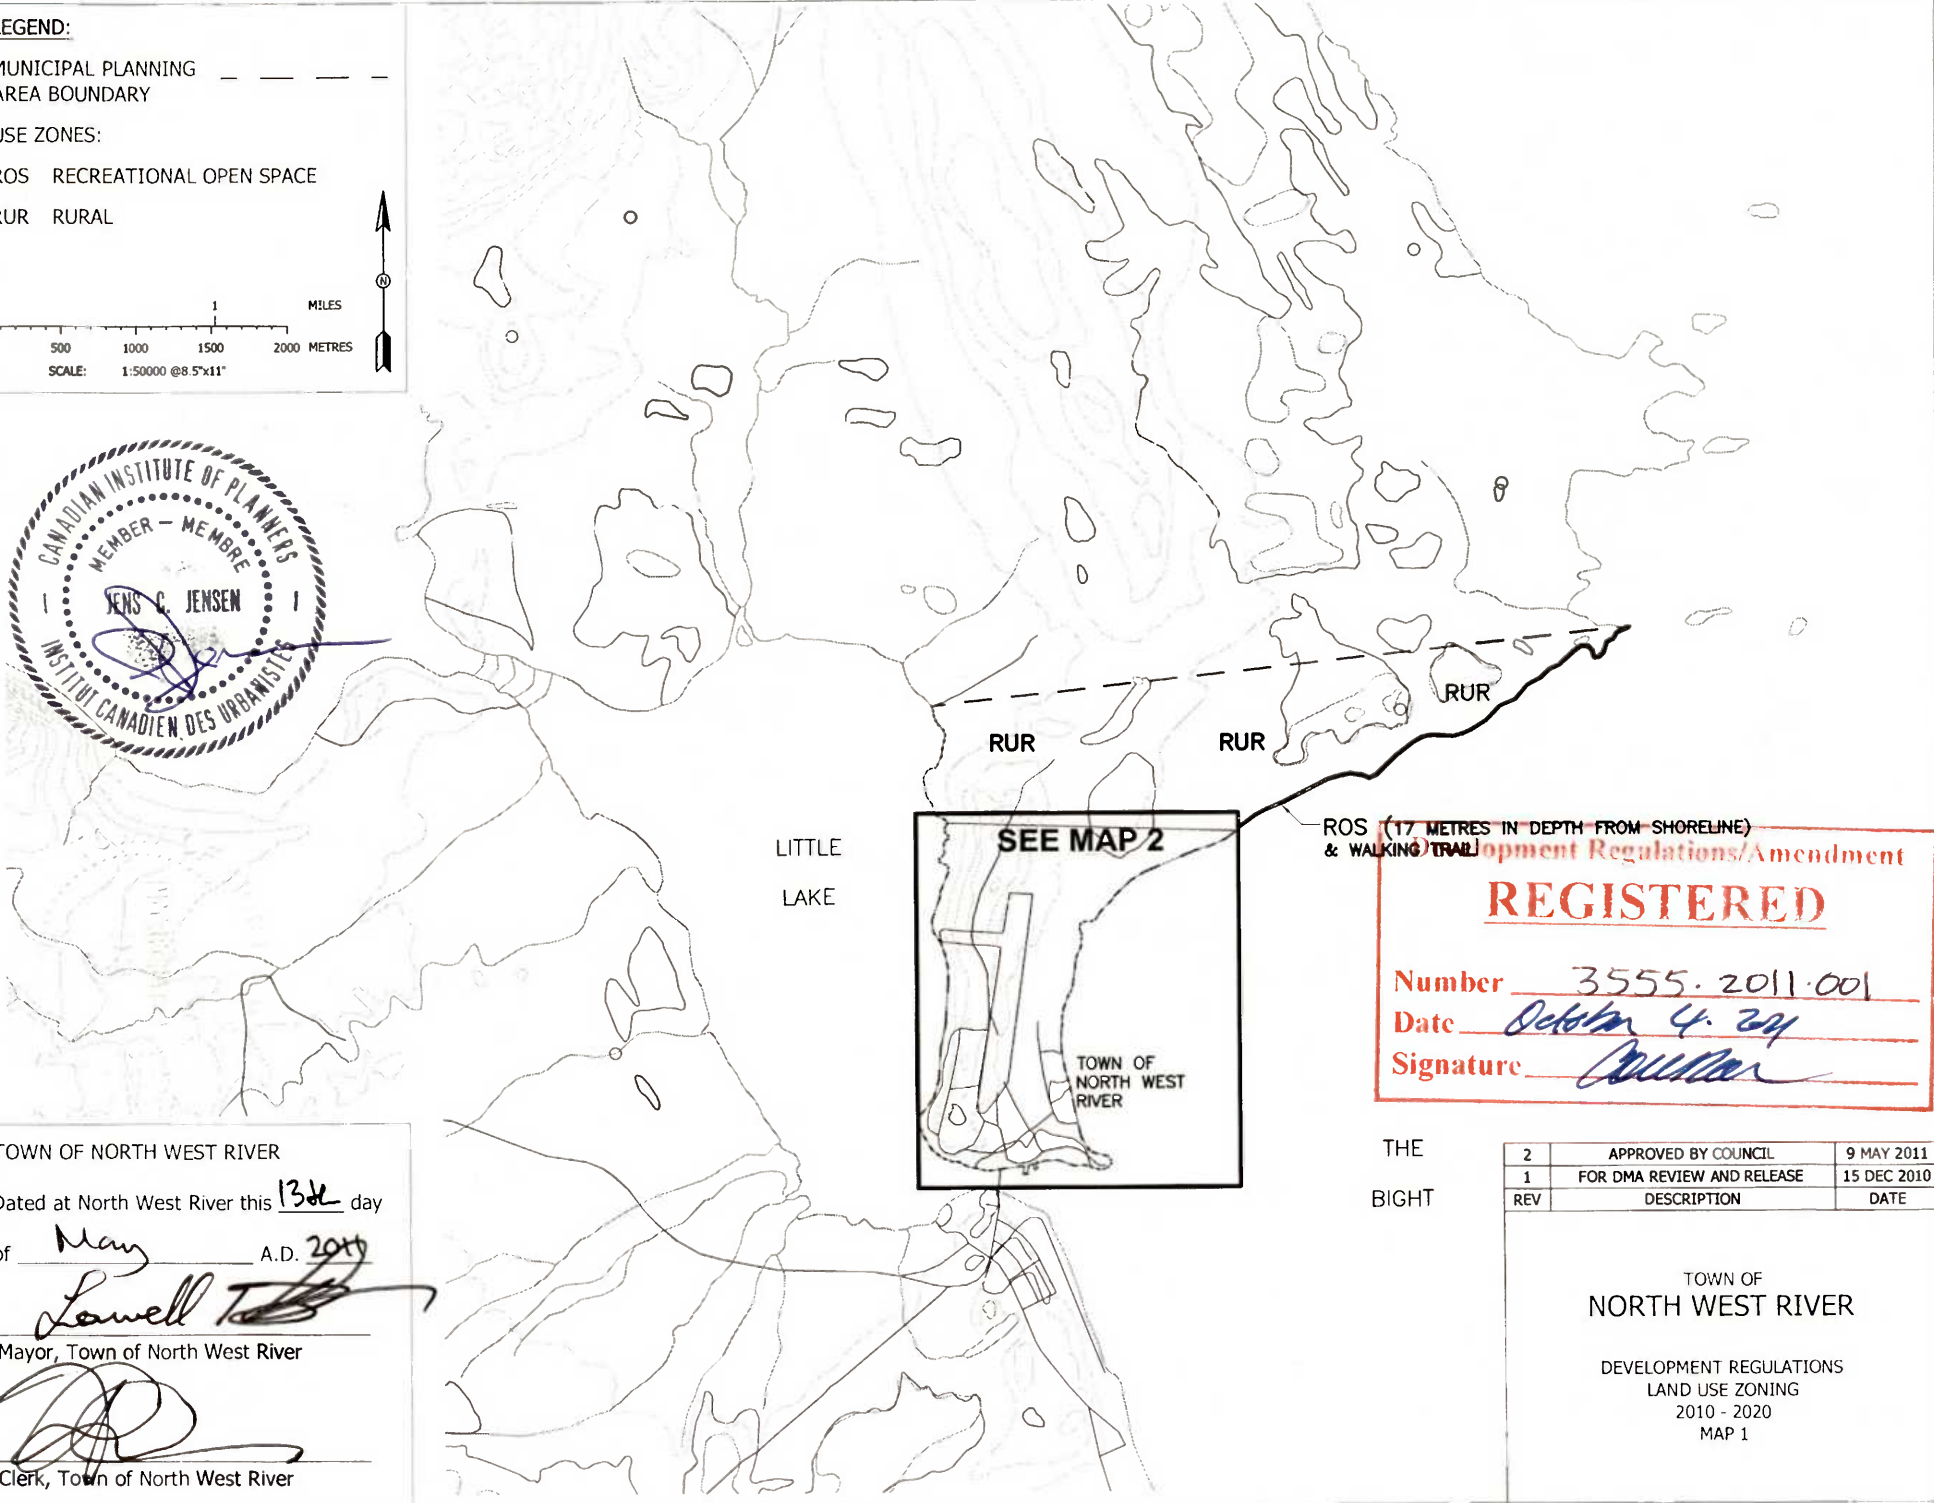 LEGEND:
MUNICIPAL PLANNING
AREA BOUNDARY
USE ZONES:
ROS RECREATIONAL OPEN SPACE
RUR RURAL
N
1 MILES
500 1000 1500 2000 METRES
SCALE: 1:50000 @8.5"x11"
CANADIAN INSTITUTE OF PLANNERS
MEMBER - MEMBRE
JENS C. JENSEN
INSTITUT CANADIEN DES URBANISTES
RUR
RUR
RUR
SEE MAP 2
LITTLE
LAKE
TOWN OF
NORTH WEST
RIVER
ROS (17 METRES IN DEPTH FROM SHORELINE)
& WALKING TRAIL
Development Regulations/Amendment
REGISTERED
Number 3555.2011.001
Date October 4. 2011
Signature
THE
BIGHT
2 APPROVED BY COUNCIL 9 MAY 2011
1 FOR DMA REVIEW AND RELEASE 15 DEC 2010
REV DESCRIPTION DATE
TOWN OF
NORTH WEST RIVER
DEVELOPMENT REGULATIONS
LAND USE ZONING
2010 - 2020
MAP 1
TOWN OF NORTH WEST RIVER
Dated at North West River this 13th day
of May A.D. 2011
Lowell
Mayor, Town of North West River
Clerk, Town of North West River